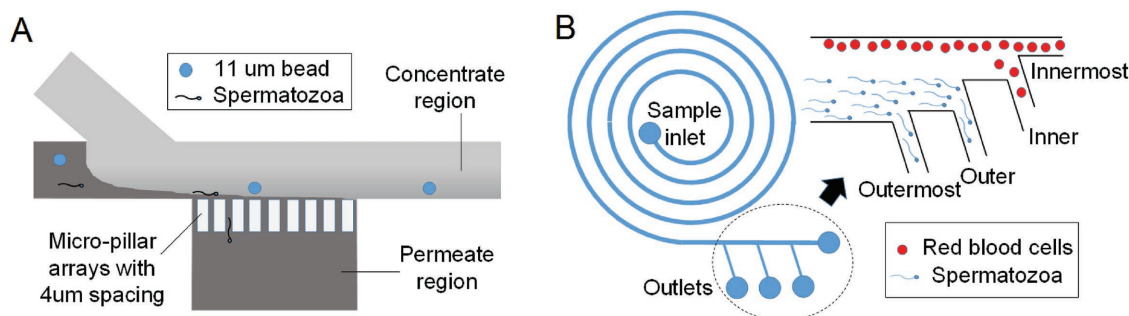 A
11 um bead
Spermatozoa
Concentrate
region
Micro-pillar
arrays with
4um spacing
Permeate
region
B
Sample
inlet
Outlets
Innermost
Inner
Outer
Outermost
Red blood cells
Spermatozoa